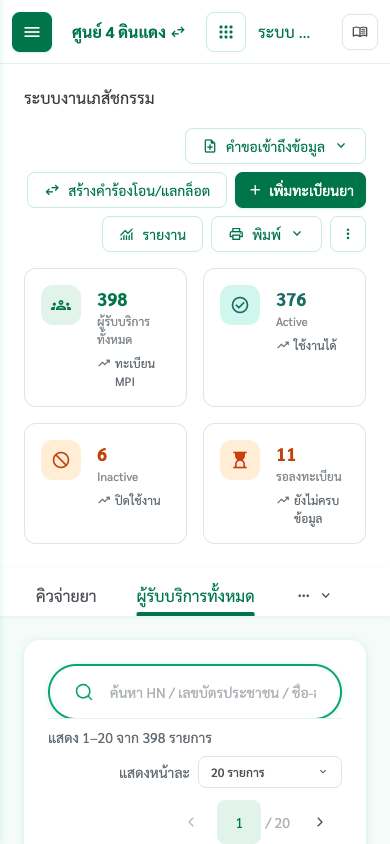 ศูนย์ 4 ดินแดง
ระบบ ...
ระบบงานเภสัชกรรม
คำขอเข้าถึงข้อมูล
สร้างคำร้องโอน/แลกล็อต
เพิ่มทะเบียนยา
รายงาน
พิมพ์
398
ผู้รับบริการ
ทั้งหมด
ทะเบียน
MPI
376
Active
ใช้งานได้
6
Inactive
ปิดใช้งาน
11
รอลงทะเบียน
ยังไม่ครบ
ข้อมูล
คิวจ่ายยา
ผู้รับบริการทั้งหมด
ค้นหา HN / เลขบัตรประชาชน / ชื่อ-ส
แสดง 1–20 จาก 398 รายการ
แสดงหน้าละ
20 รายการ
1 / 20